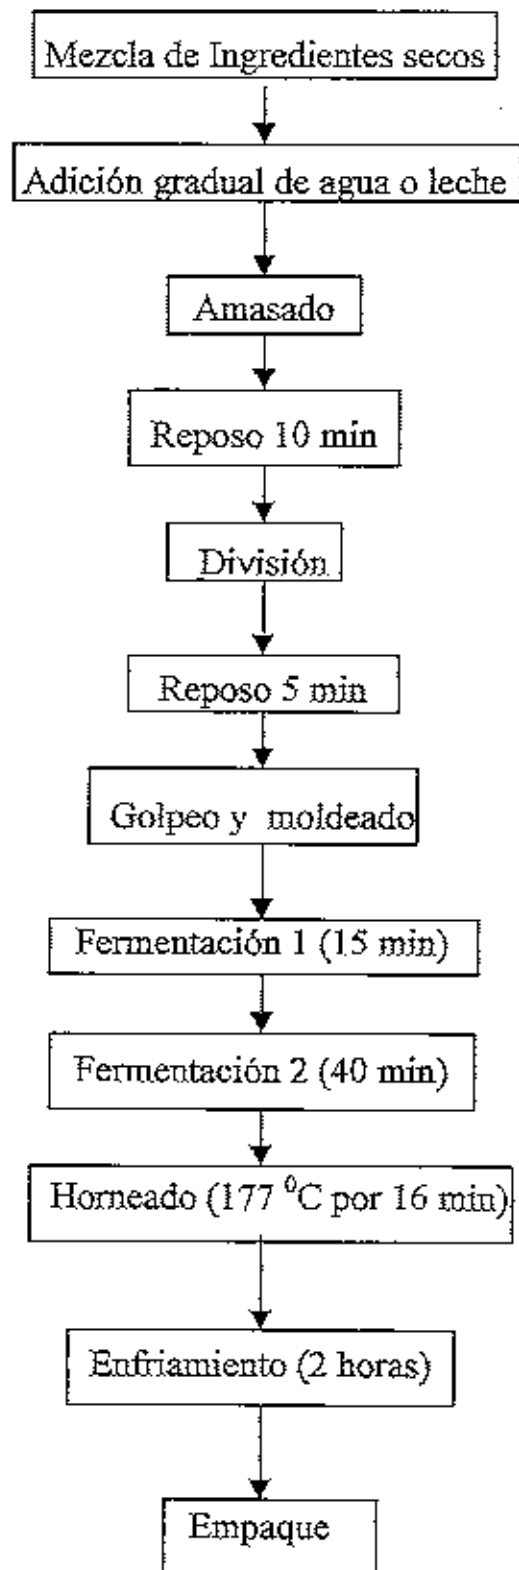 Mezcla de Ingredientes secos
Adición gradual de agua o leche
Amasado
Reposo 10 min
División
Reposo 5 min
Golpeo y moldeado
Fermentación 1 (15 min)
Fermentación 2 (40 min)
Horneado (177 ⁰C por 16 min)
Enfriamiento (2 horas)
Empaque